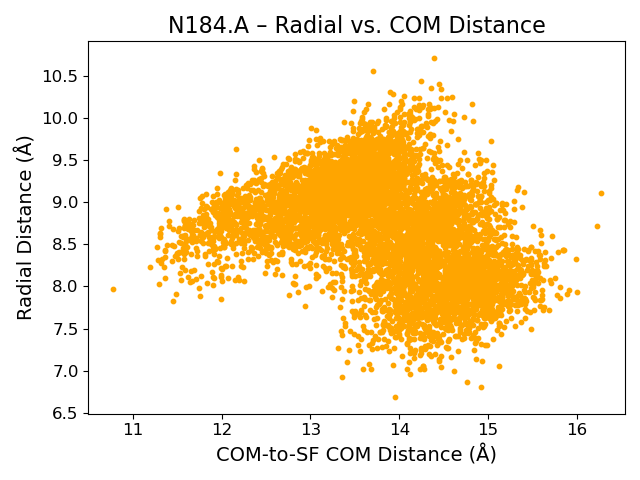 N184.A – Radial vs. COM Distance
10.5
10.0
9.5
9.0
8.5
8.0
7.5
7.0
6.5
Radial Distance (Å)
11 12 13 14 15 16
COM-to-SF COM Distance (Å)